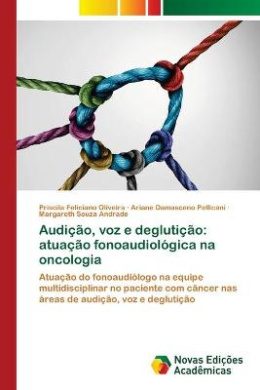 Priscila Feliciano Oliveira · Ariane Damasceno Pellicani ·
Margareth Souza Andrade
Audição, voz e deglutição:
atuação fonoaudiológica na
oncologia
Atuação do fonoaudiólogo na equipe
multidisciplinar no paciente com câncer nas
áreas de audição, voz e deglutição
Novas Edições
Acadêmicas